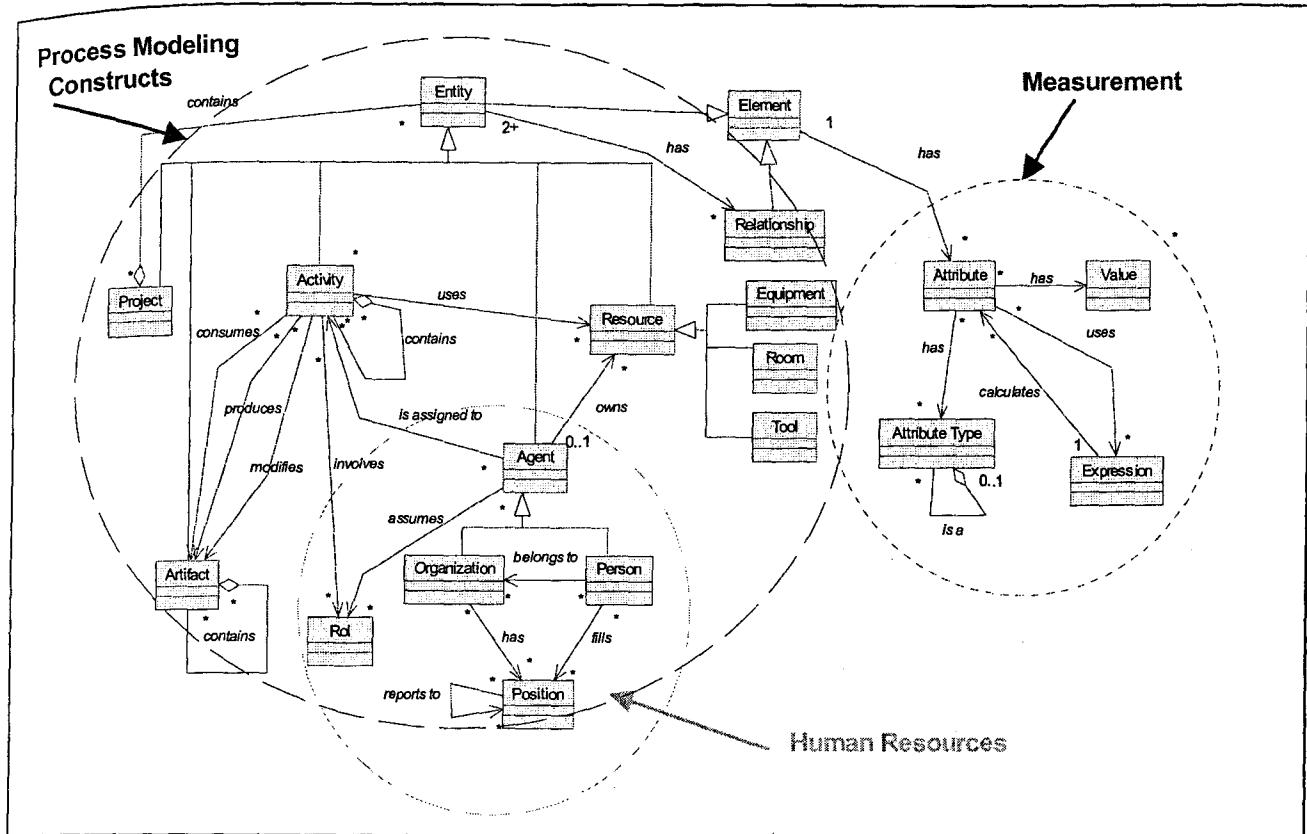 Process Modeling
Constructs
contains
Entity
*
2+
Element
1
Measurement
has
has
*
Relationship
*
*
*
Project
Activity
*
uses
Resource
*
Equipment
Room
Tool
Attribute
*
has
Value
*
*
uses
*
consumes
*
*
*
*
*
*
contains
produces
modifies
involves
is assigned to
owns
*
0..1
Agent
*
*
has
calculates
*
Attribute Type
*
0..1
is a
1
Expression
*
assumes
Artifact
*
*
contains
Organization
belongs to
Person
*
*
*
*
*
*
Rol
has
fills
*
*
reports to
Position
*
Human Resources